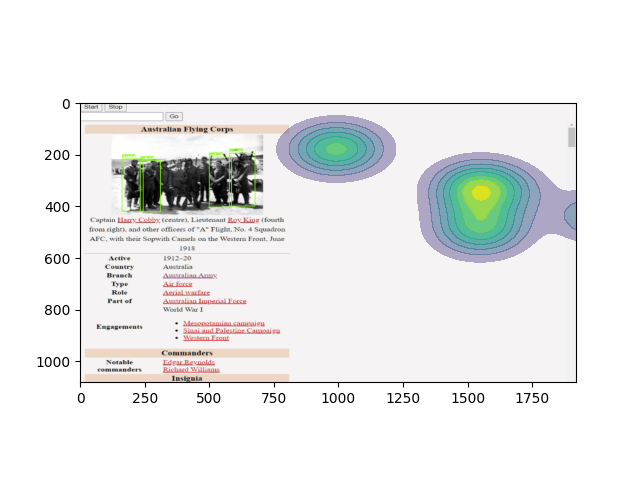 Start Stop
Go
Australian Flying Corps
Captain Harry Cobby (centre), Lieutenant Roy King (fourth
from right), and other officers of "A" Flight, No. 4 Squadron
AFC, with their Sopwith Camels on the Western Front, June
1918
Active 1912–20
Country Australia
Branch Australian Army
Type Air force
Role Aerial warfare
Part of Australian Imperial Force
World War I
Engagements
• Mesopotamian campaign
• Sinai and Palestine Campaign
• Western Front
Commanders
Notable commanders
Edgar Reynolds
Richard Williams
Insignia
0
200
400
600
800
1000
0 250 500 750 1000 1250 1500 1750